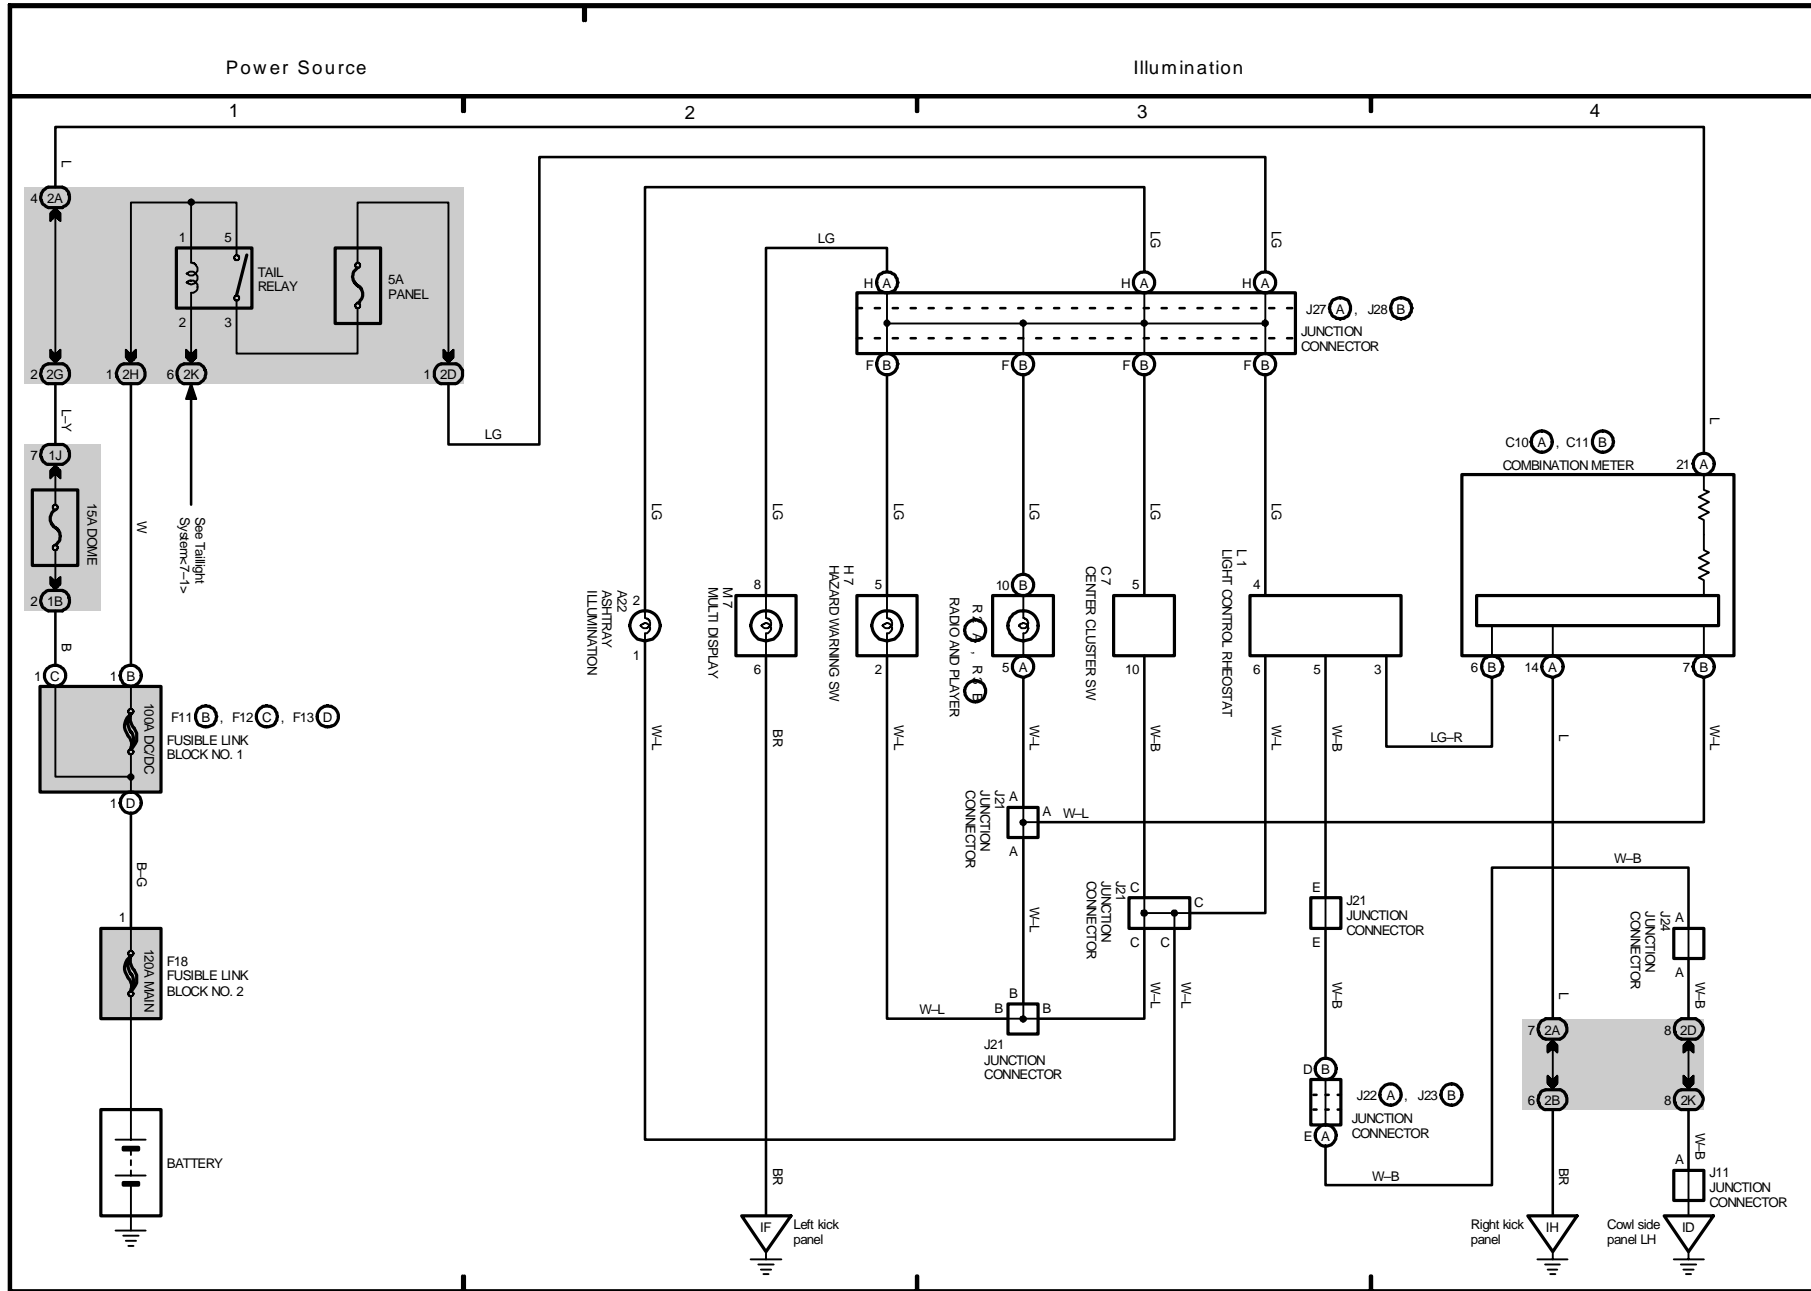 Power Source
Illumination
1
2
3
4
L
4 2A
1
5
TAIL
RELAY
2
3
5A
PANEL
2 2G
1 2H
6 2K
1 2D
LG
L–Y
7 1J
15A DOME
2 1B
W
See Taillight
System<7–1>
B
1 C
1 B
100A DC/DC
F11 B , F12 C , F13 D
FUSIBLE LINK
BLOCK NO. 1
1 D
B–G
1
120A MAIN
F18
FUSIBLE LINK
BLOCK NO. 2
BATTERY
LG
LG
LG
H A
H A
H A
J27 A , J28 B
JUNCTION
CONNECTOR
F B
F B
F B
F B
LG
LG
LG
LG
LG
LG
A22
ASHTRAY
ILLUMINATION
2
1
M 7
MULTI DISPLAY
8
6
H 7
HAZARD WARNING SW
5
2
R 2 A , R 3 B
RADIO AND PLAYER
10 B
5 A
C 7
CENTER CLUSTER SW
5
10
L 1
LIGHT CONTROL RHEOSTAT
4
6
5
3
L
C10 A , C11 B
COMBINATION METER
21 A
6 B
14 A
7 B
W–L
BR
W–L
W–L
W–B
W–L
W–B
LG–R
L
W–L
J21
JUNCTION
CONNECTOR
A
A
A
W–L
W–L
J21
JUNCTION
CONNECTOR
C
C
C
C
W–L
W–L
W–L
B
B
B
J21
JUNCTION
CONNECTOR
E
J21
JUNCTION
CONNECTOR
E
W–B
D B
J22 A , J23 B
JUNCTION
CONNECTOR
E A
W–B
W–B
J24
JUNCTION
CONNECTOR
A
A
W–B
L
7 2A
8 2D
6 2B
8 2K
W–B
BR
A
J11
JUNCTION
CONNECTOR
BR
IF
Left kick
panel
Right kick
panel
IH
Cowl side
panel LH
ID